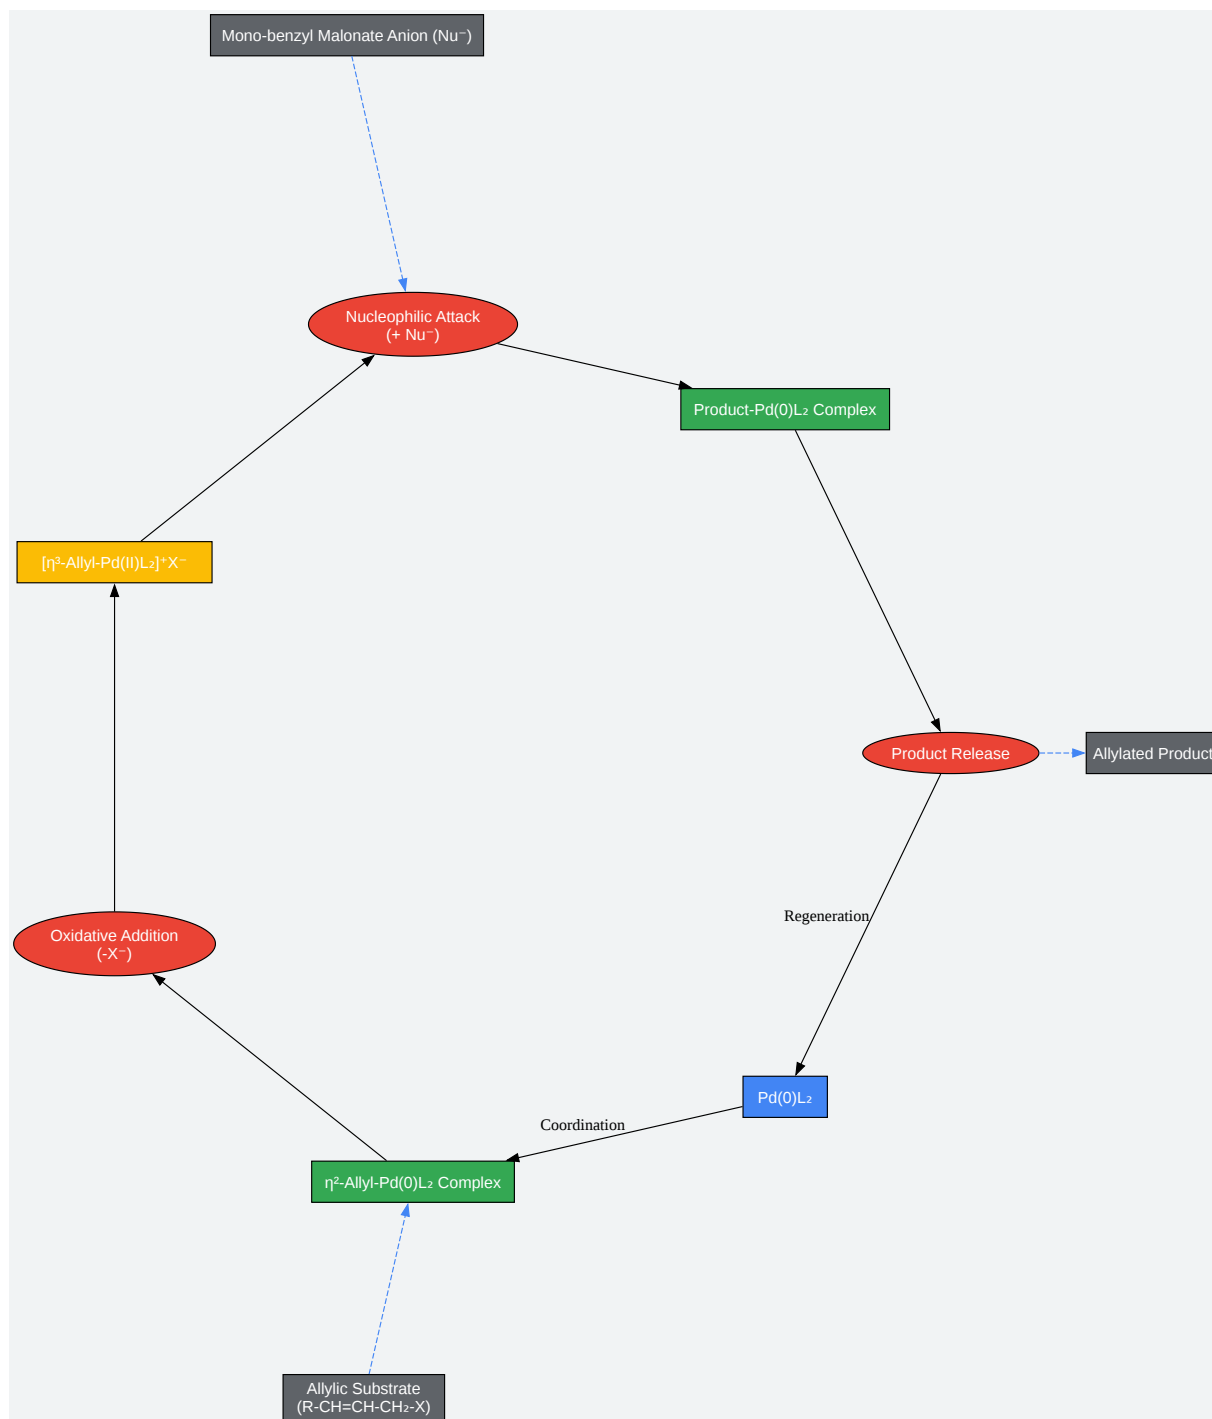 Mono-benzyl Malonate Anion (Nu⁻)
Nucleophilic Attack
(+ Nu⁻)
Product-Pd(0)L₂ Complex
[η³-Allyl-Pd(II)L₂]⁺X⁻
Product Release
Allylated Product
Regeneration
Oxidative Addition
(-X⁻)
Pd(0)L₂
Coordination
η²-Allyl-Pd(0)L₂ Complex
Allylic Substrate
(R-CH=CH-CH₂-X)